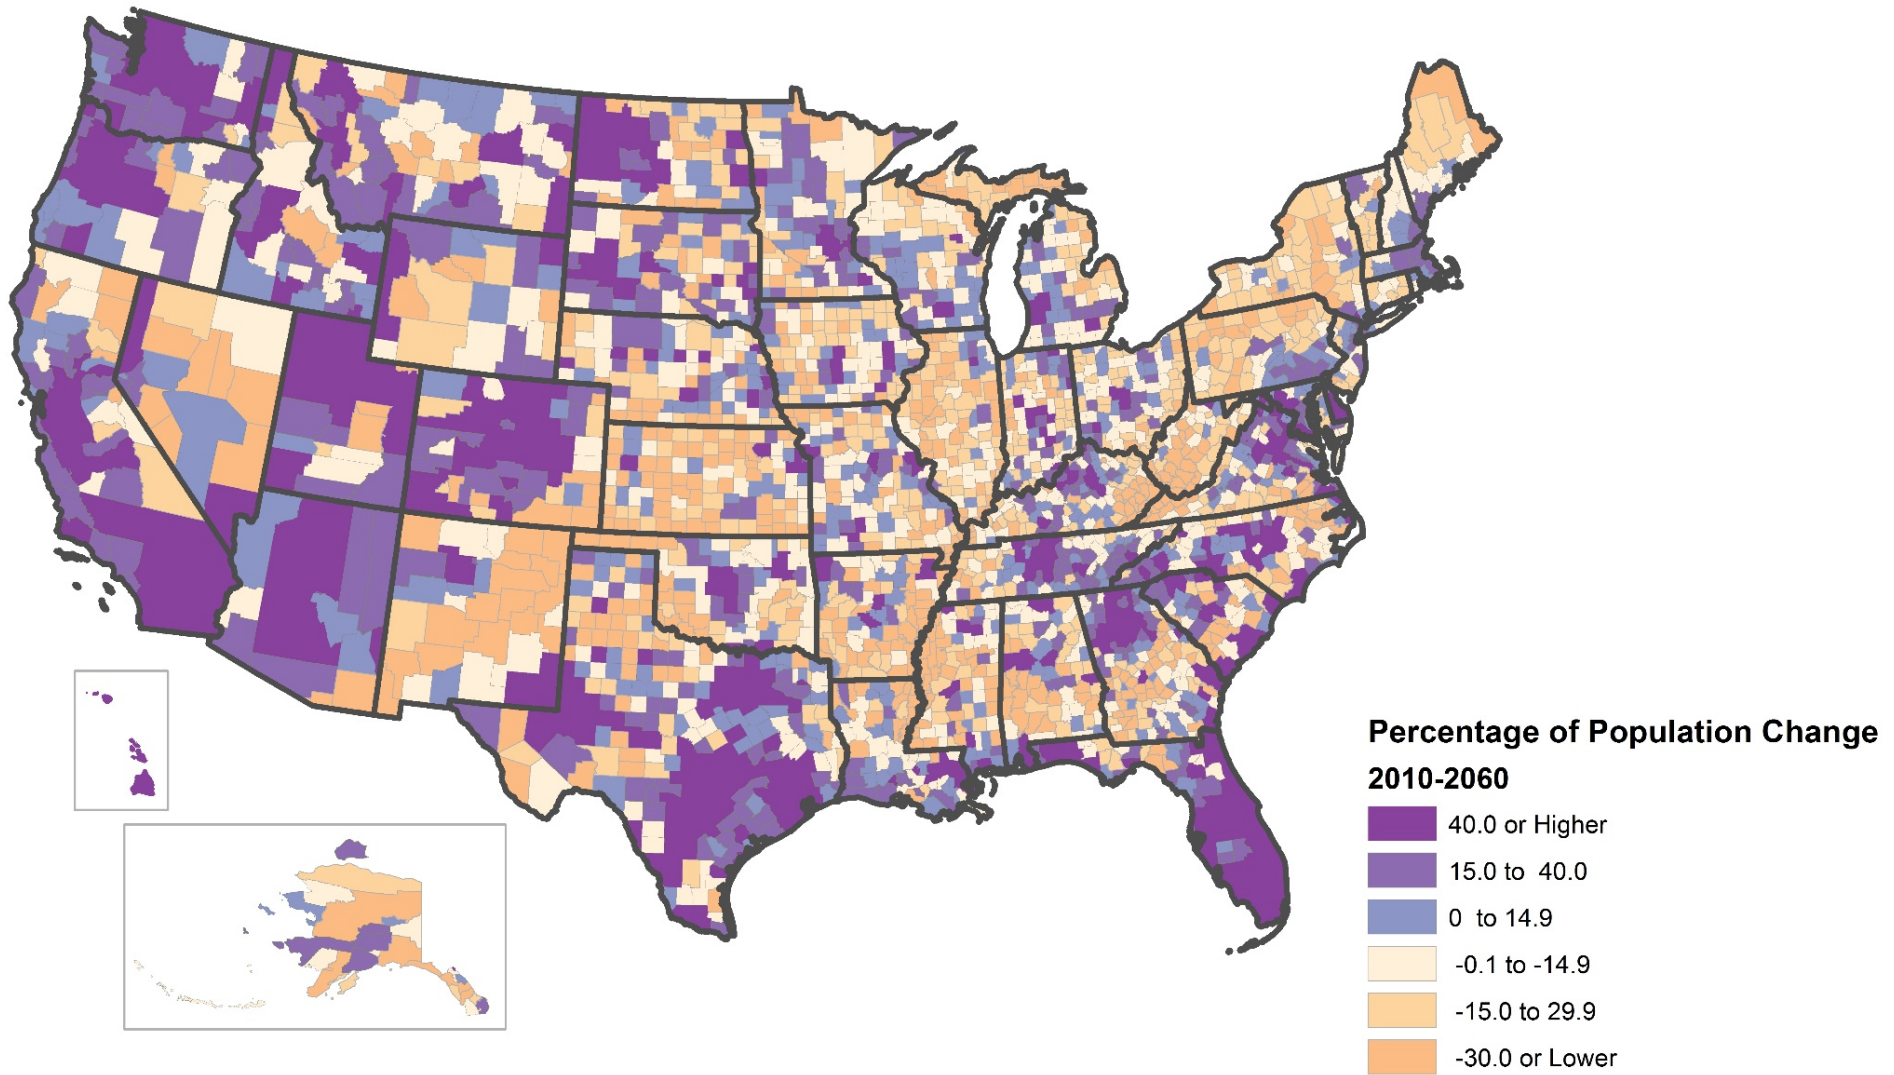 Percentage of Population Change
2010-2060
40.0 or Higher
15.0 to 40.0
0 to 14.9
-0.1 to -14.9
-15.0 to 29.9
-30.0 or Lower